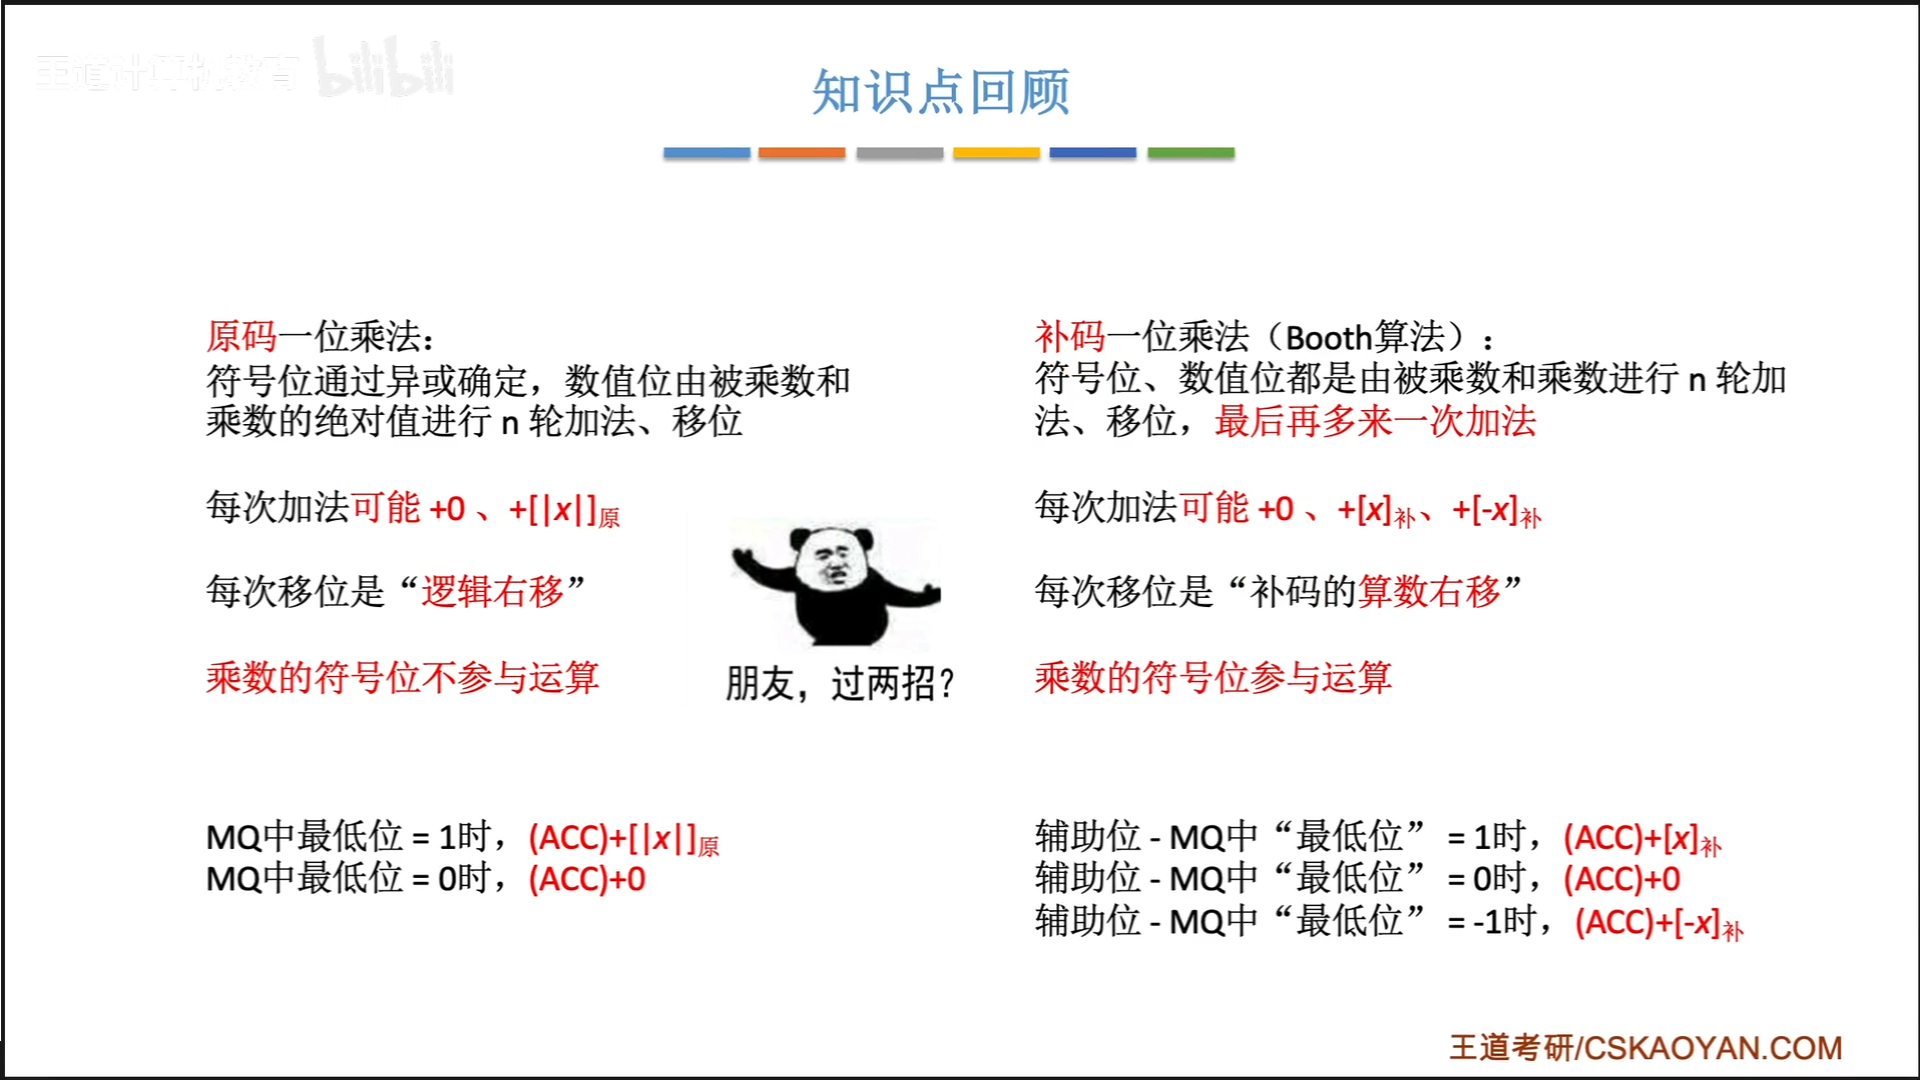 王道计算机教育 bilibili
知识点回顾
原码一位乘法：
符号位通过异或确定，数值位由被乘数和
乘数的绝对值进行 n 轮加法、移位
每次加法可能 +0 、+[|x|]原
每次移位是“逻辑右移”
乘数的符号位不参与运算
MQ中最低位 = 1时，(ACC)+[|x|]原
MQ中最低位 = 0时，(ACC)+0
朋友，过两招？
补码一位乘法（Booth算法）：
符号位、数值位都是由被乘数和乘数进行 n 轮加
法、移位，最后再多来一次加法
每次加法可能 +0 、+[x]补、+[-x]补
每次移位是“补码的算数右移”
乘数的符号位参与运算
辅助位 - MQ中“最低位” = 1时，(ACC)+[x]补
辅助位 - MQ中“最低位” = 0时，(ACC)+0
辅助位 - MQ中“最低位” = -1时，(ACC)+[-x]补
王道考研/CSKAOYAN.COM